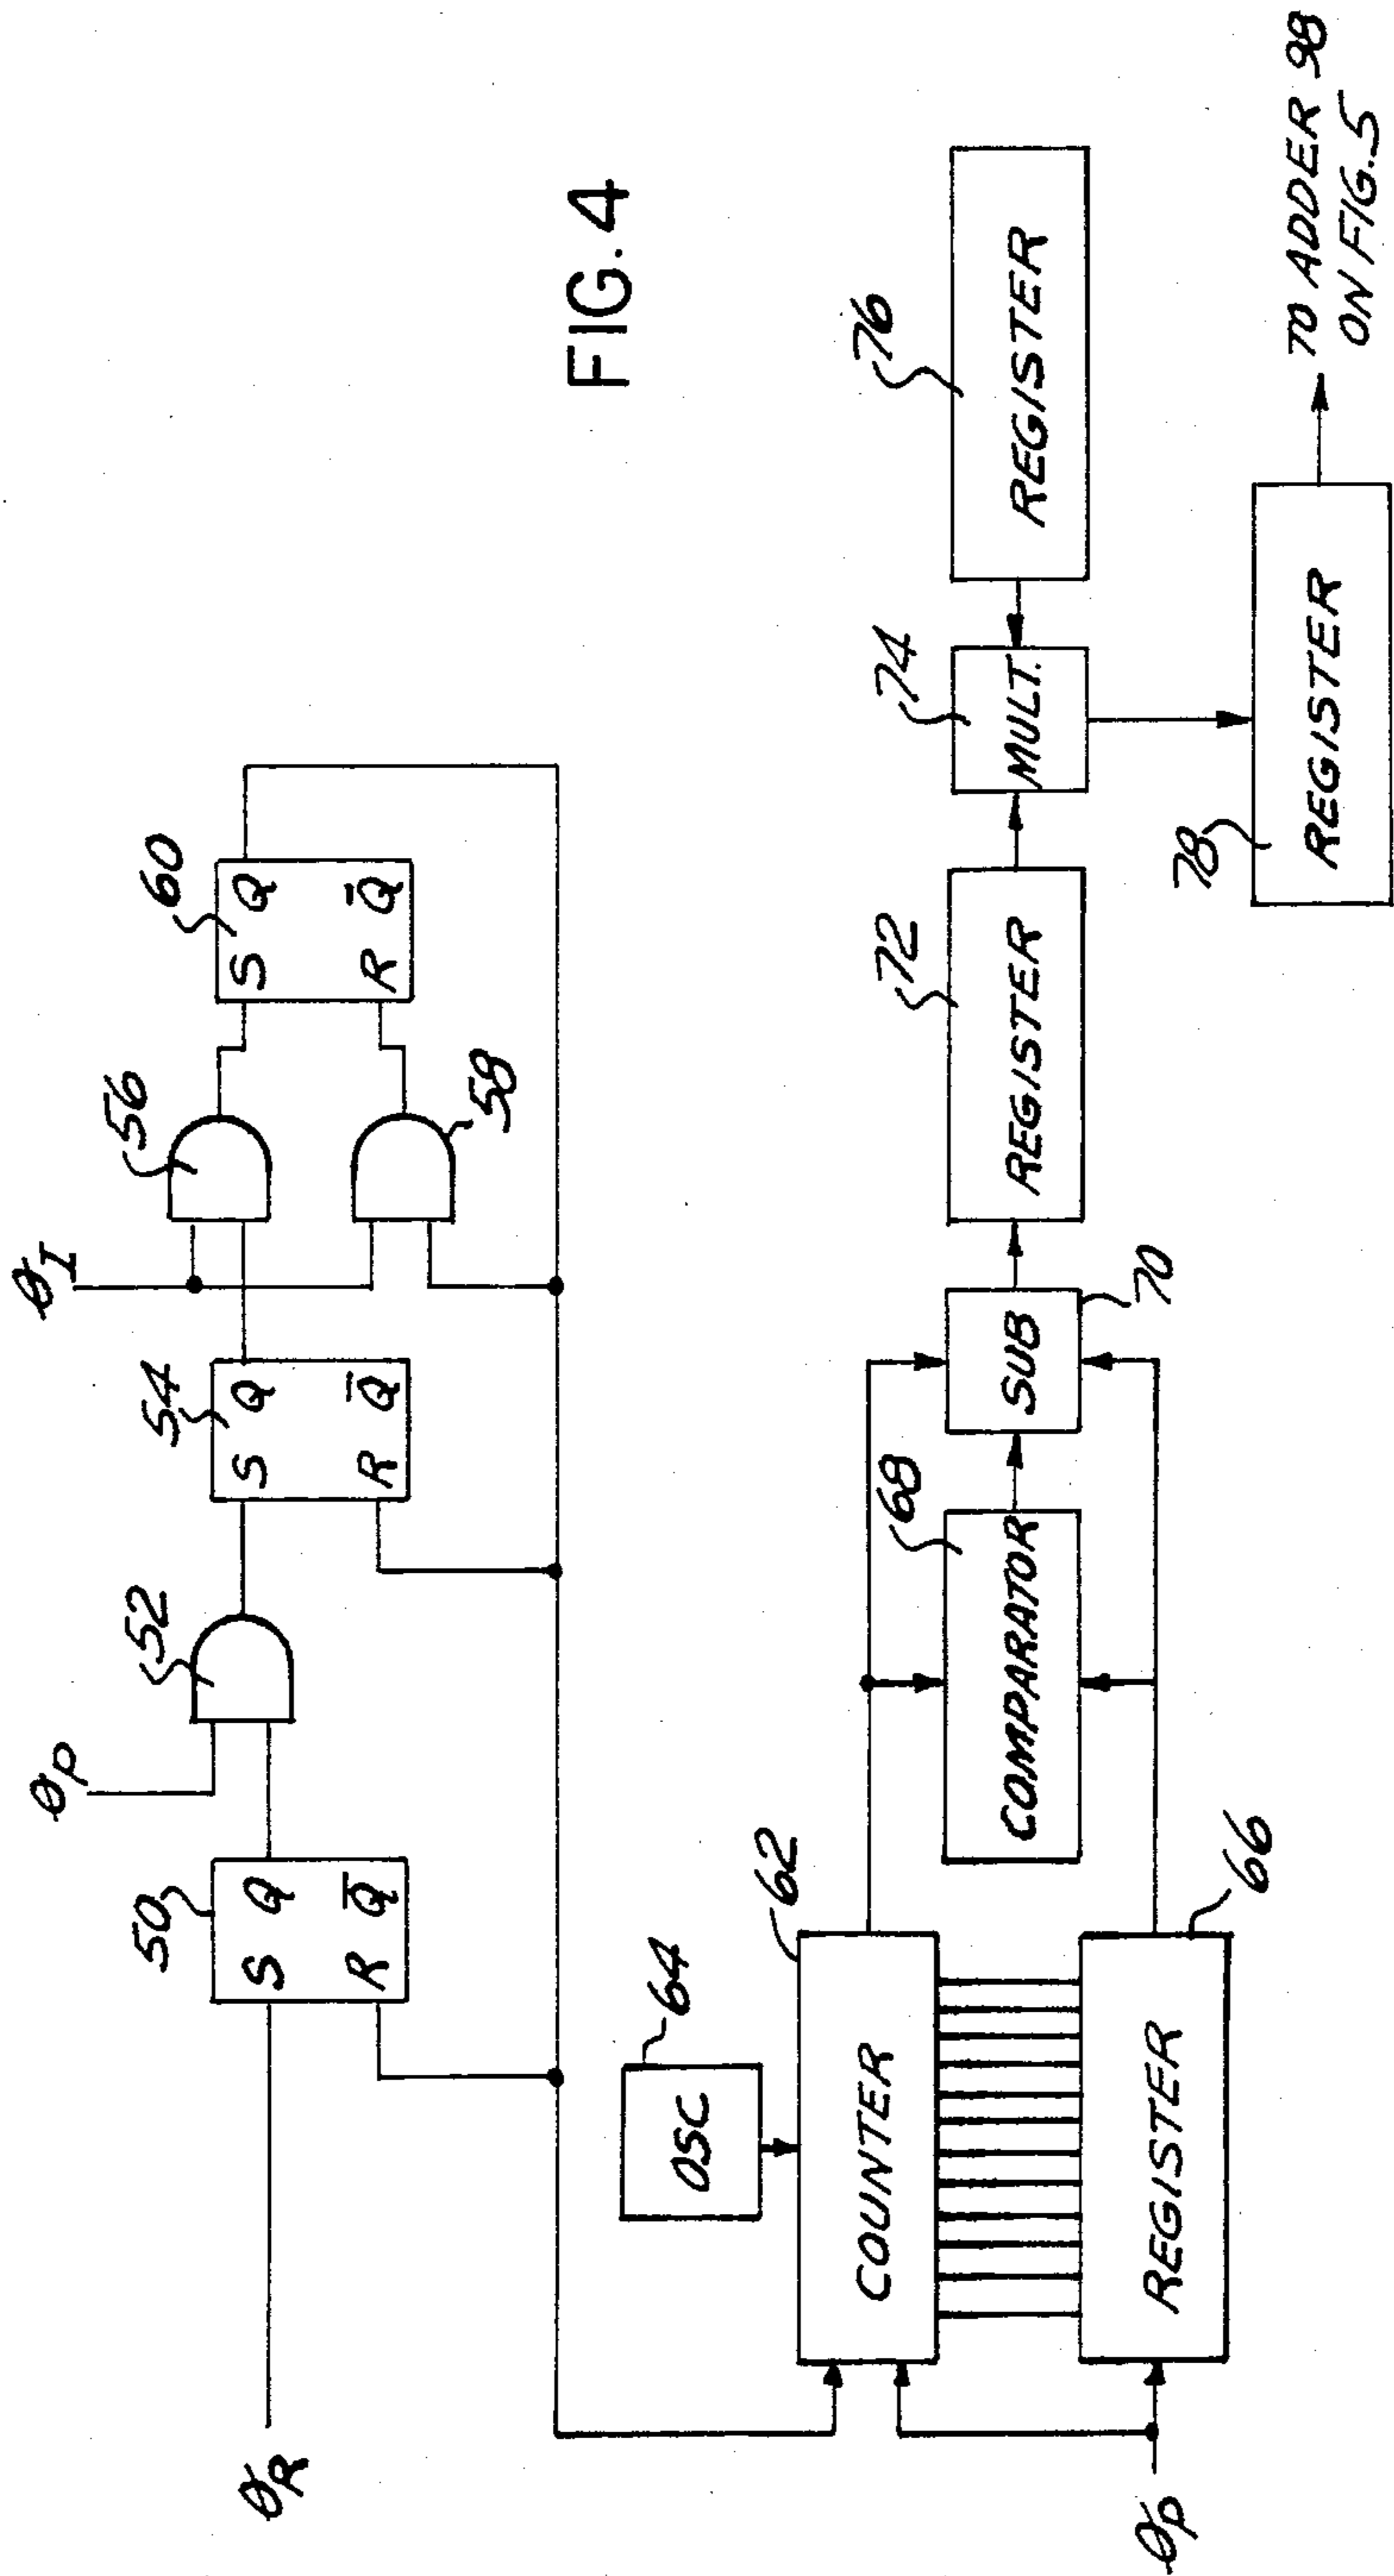 FIG. 4
ØR
50
S Q
R Q̅
ØP
52
54
S Q
R Q̅
ØI
56
58
60
S Q
R Q̅
64
OSC
62
COUNTER
ØP
REGISTER
66
68
COMPARATOR
SUB
70
72
REGISTER
74
MULT.
76
REGISTER
78
REGISTER
TO ADDER 98
ON FIG. 5